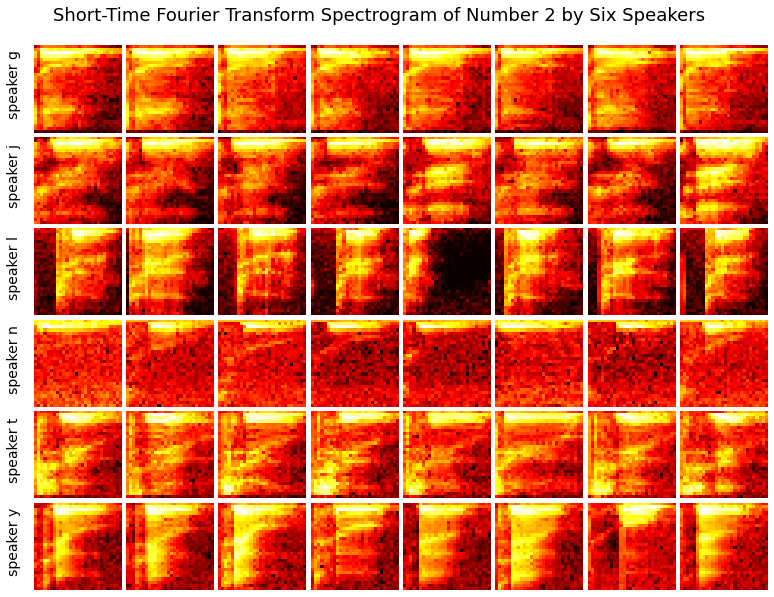 Short-Time Fourier Transform Spectrogram of Number 2 by Six Speakers
speaker g
speaker j
speaker l
speaker n
speaker t
speaker y